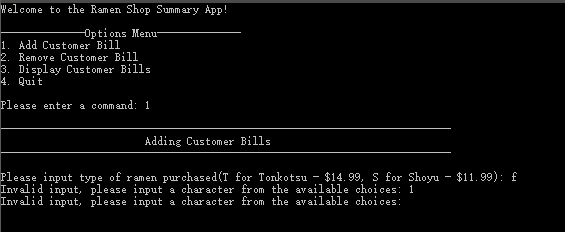 Welcome to the Ramen Shop Summary App!
Options Menu
1. Add Customer Bill
2. Remove Customer Bill
3. Display Customer Bills
4. Quit
Please enter a command: 1
Adding Customer Bills
Please input type of ramen purchased(T for Tonkotsu - $14.99, S for Shoyu - $11.99): f
Invalid input, please input a character from the available choices: 1
Invalid input, please input a character from the available choices: